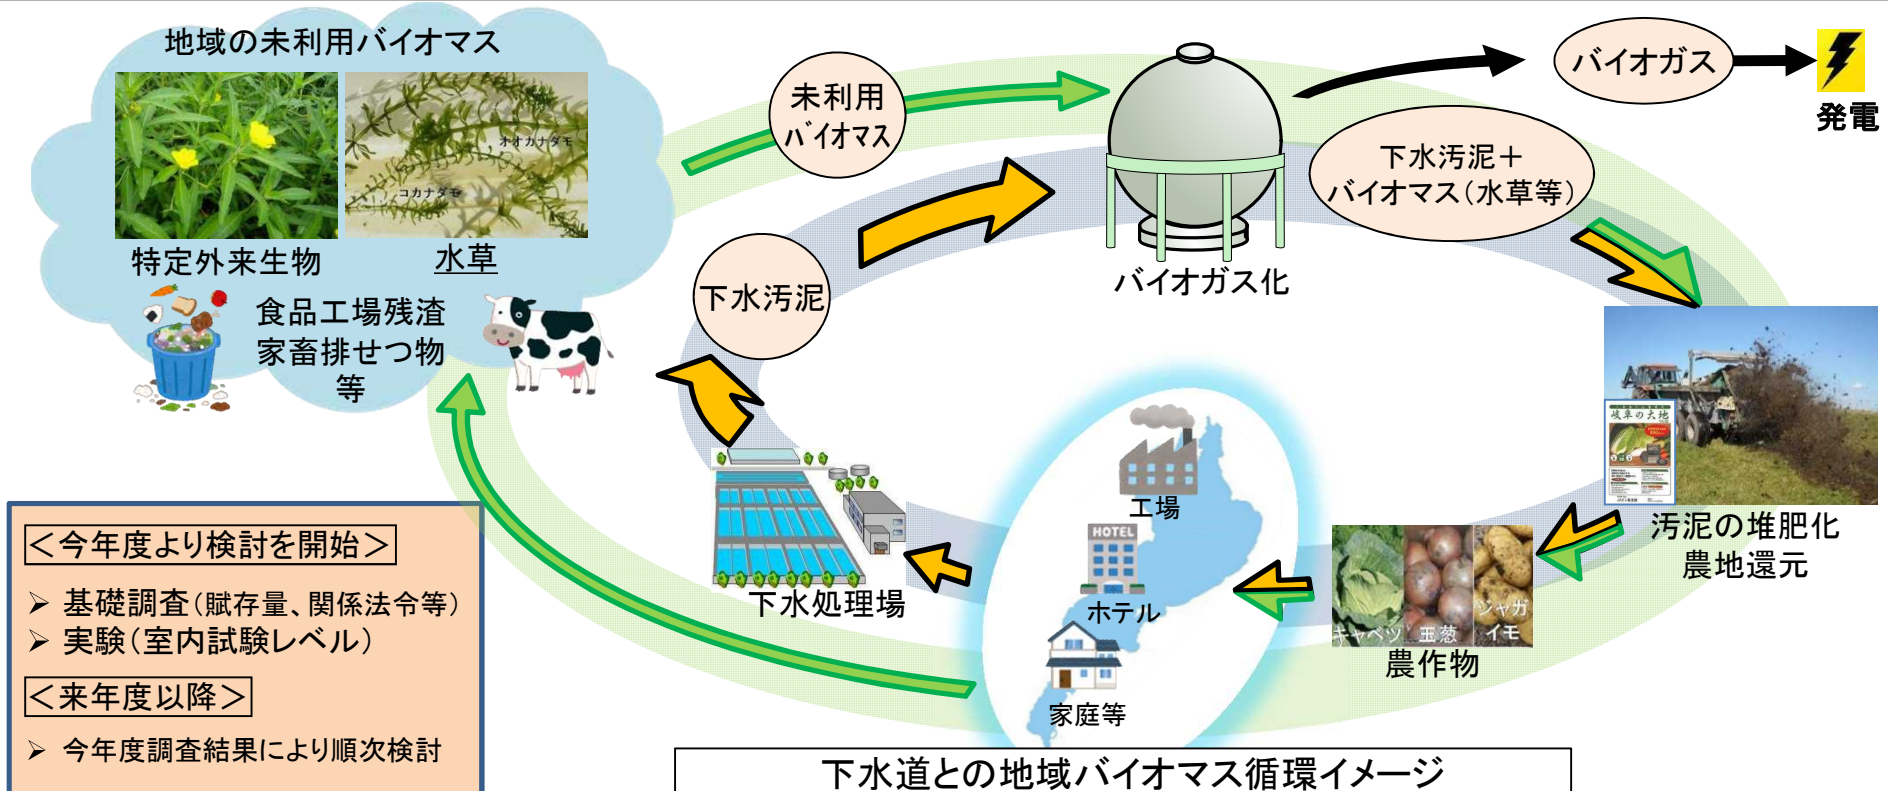 地域の未利用バイオマス
オオカナダモ
コカナダモ
特定外来生物
水草
食品工場残渣
家畜排せつ物
等
未利用
バイオマス
下水汚泥
バイオガス化
バイオガス
発電
下水汚泥＋
バイオマス（水草等）
岐阜の大地
汚泥の堆肥化
農地還元
キャベツ
玉葱
ジャガ
イモ
農作物
工場
HOTEL
ホテル
家庭等
下水処理場
＜今年度より検討を開始＞
➢ 基礎調査（賦存量、関係法令等）
➢ 実験（室内試験レベル）
＜来年度以降＞
➢ 今年度調査結果により順次検討
下水道との地域バイオマス循環イメージ